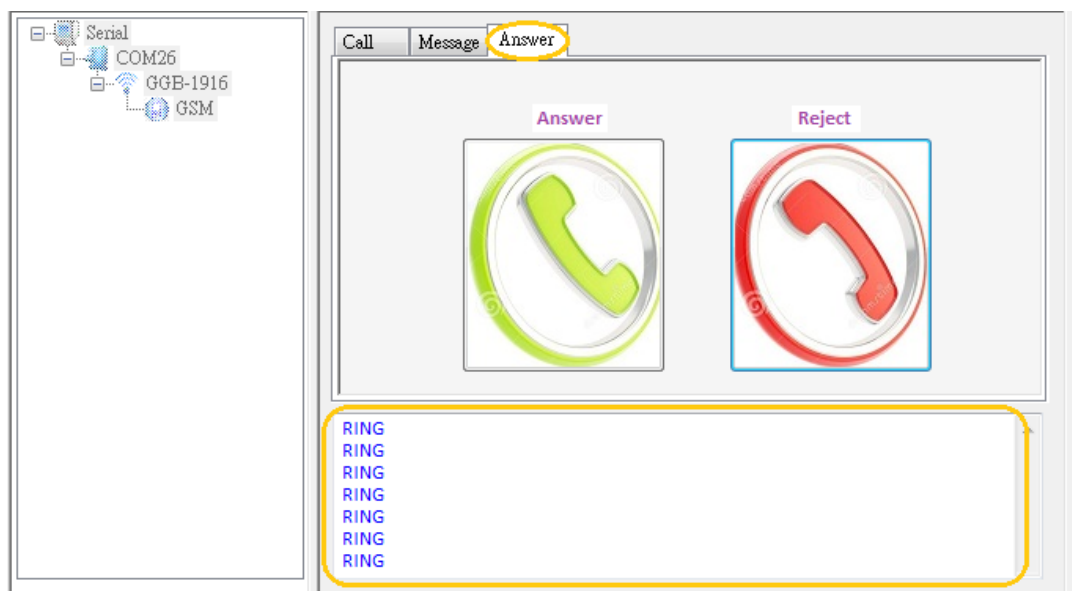 Serial
COM26
GGB-1916
GSM
Call Message Answer
Answer Reject
RING
RING
RING
RING
RING
RING
RING